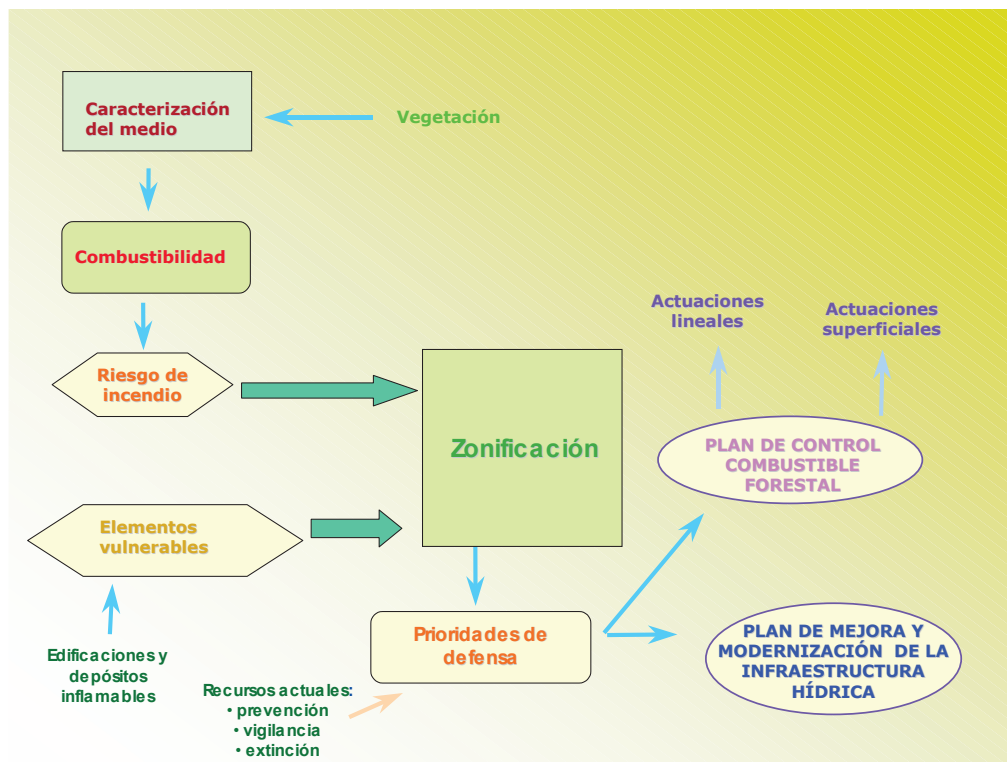 Caracterización
del medio
Vegetación
Combustibilidad
Riesgo de
incendio
Elementos
vulnerables
Edificaciones y
depósitos
inflamables
Zonificación
Prioridades de
defensa
Recursos actuales:
• prevención
• vigilancia
• extinción
Actuaciones
lineales
Actuaciones
superficiales
PLAN DE CONTROL
COMBUSTIBLE
FORESTAL
PLAN DE MEJORA Y
MODERNIZACIÓN DE LA
INFRAESTRUCTURA
HÍDRICA